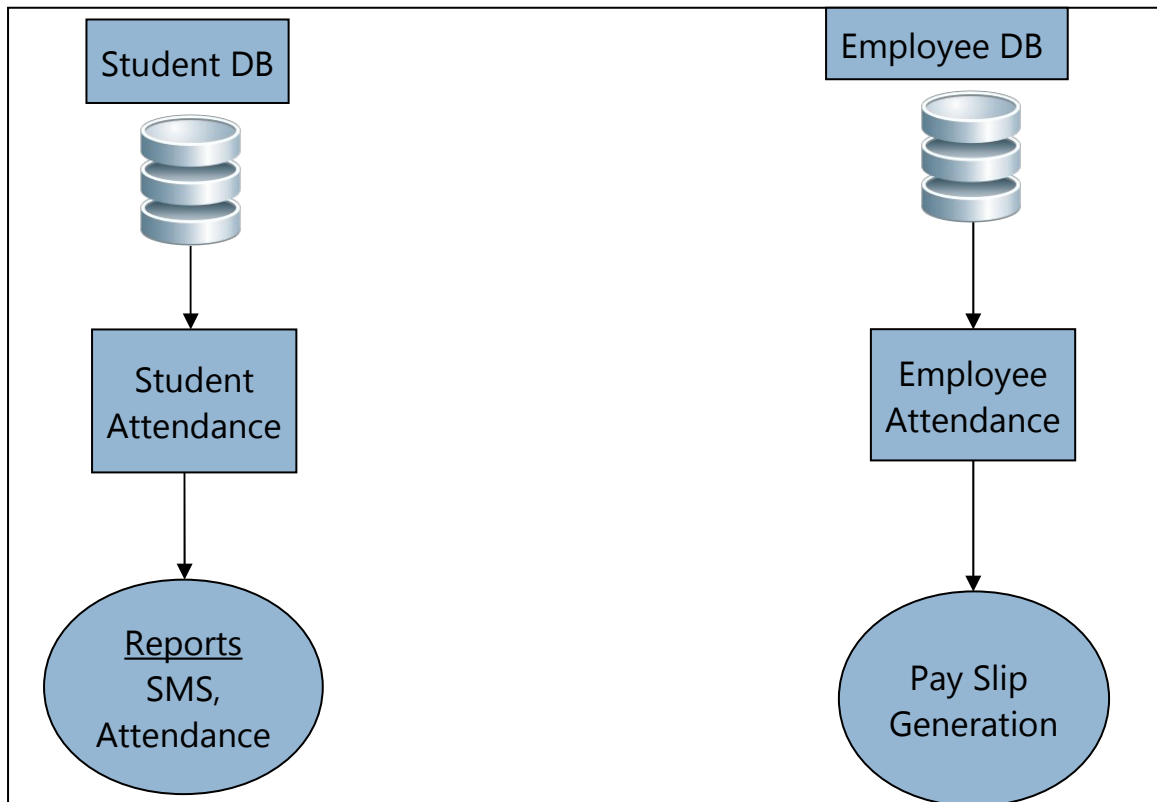 Student DB
Employee DB
Student
Attendance
Employee
Attendance
Reports
SMS,
Attendance
Pay Slip
Generation